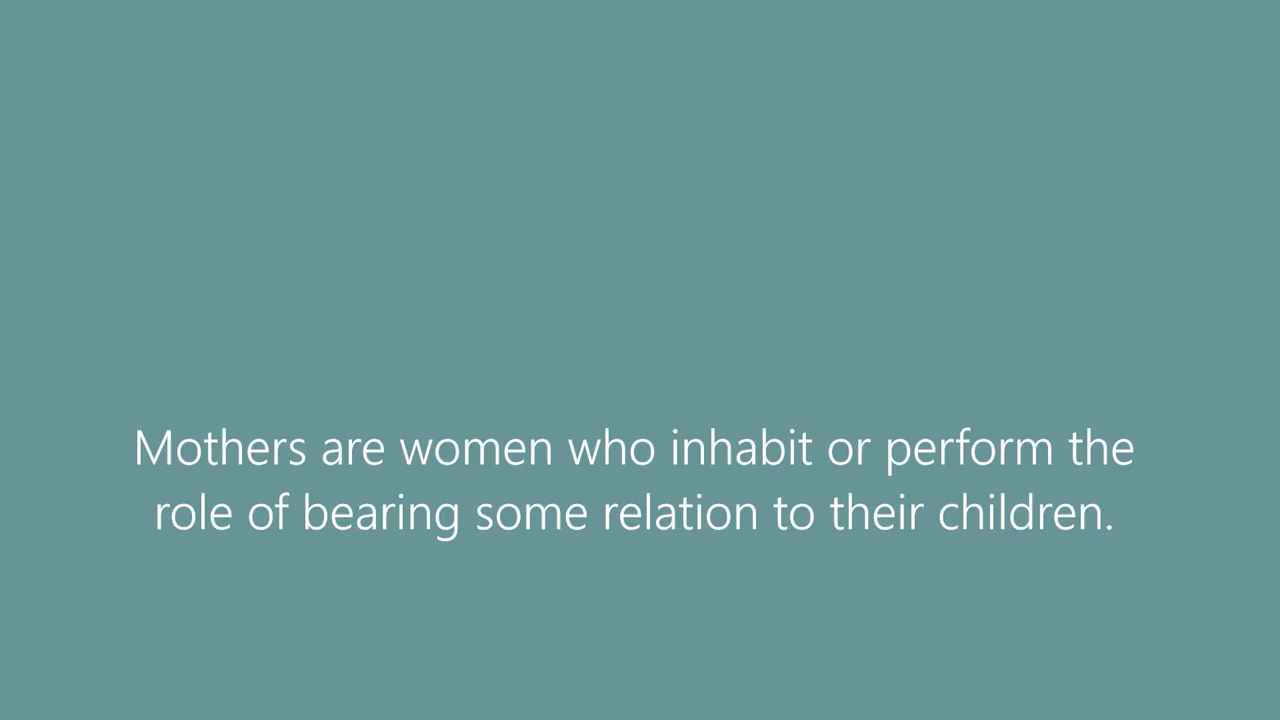 Mothers are women who inhabit or perform the
role of bearing some relation to their children.